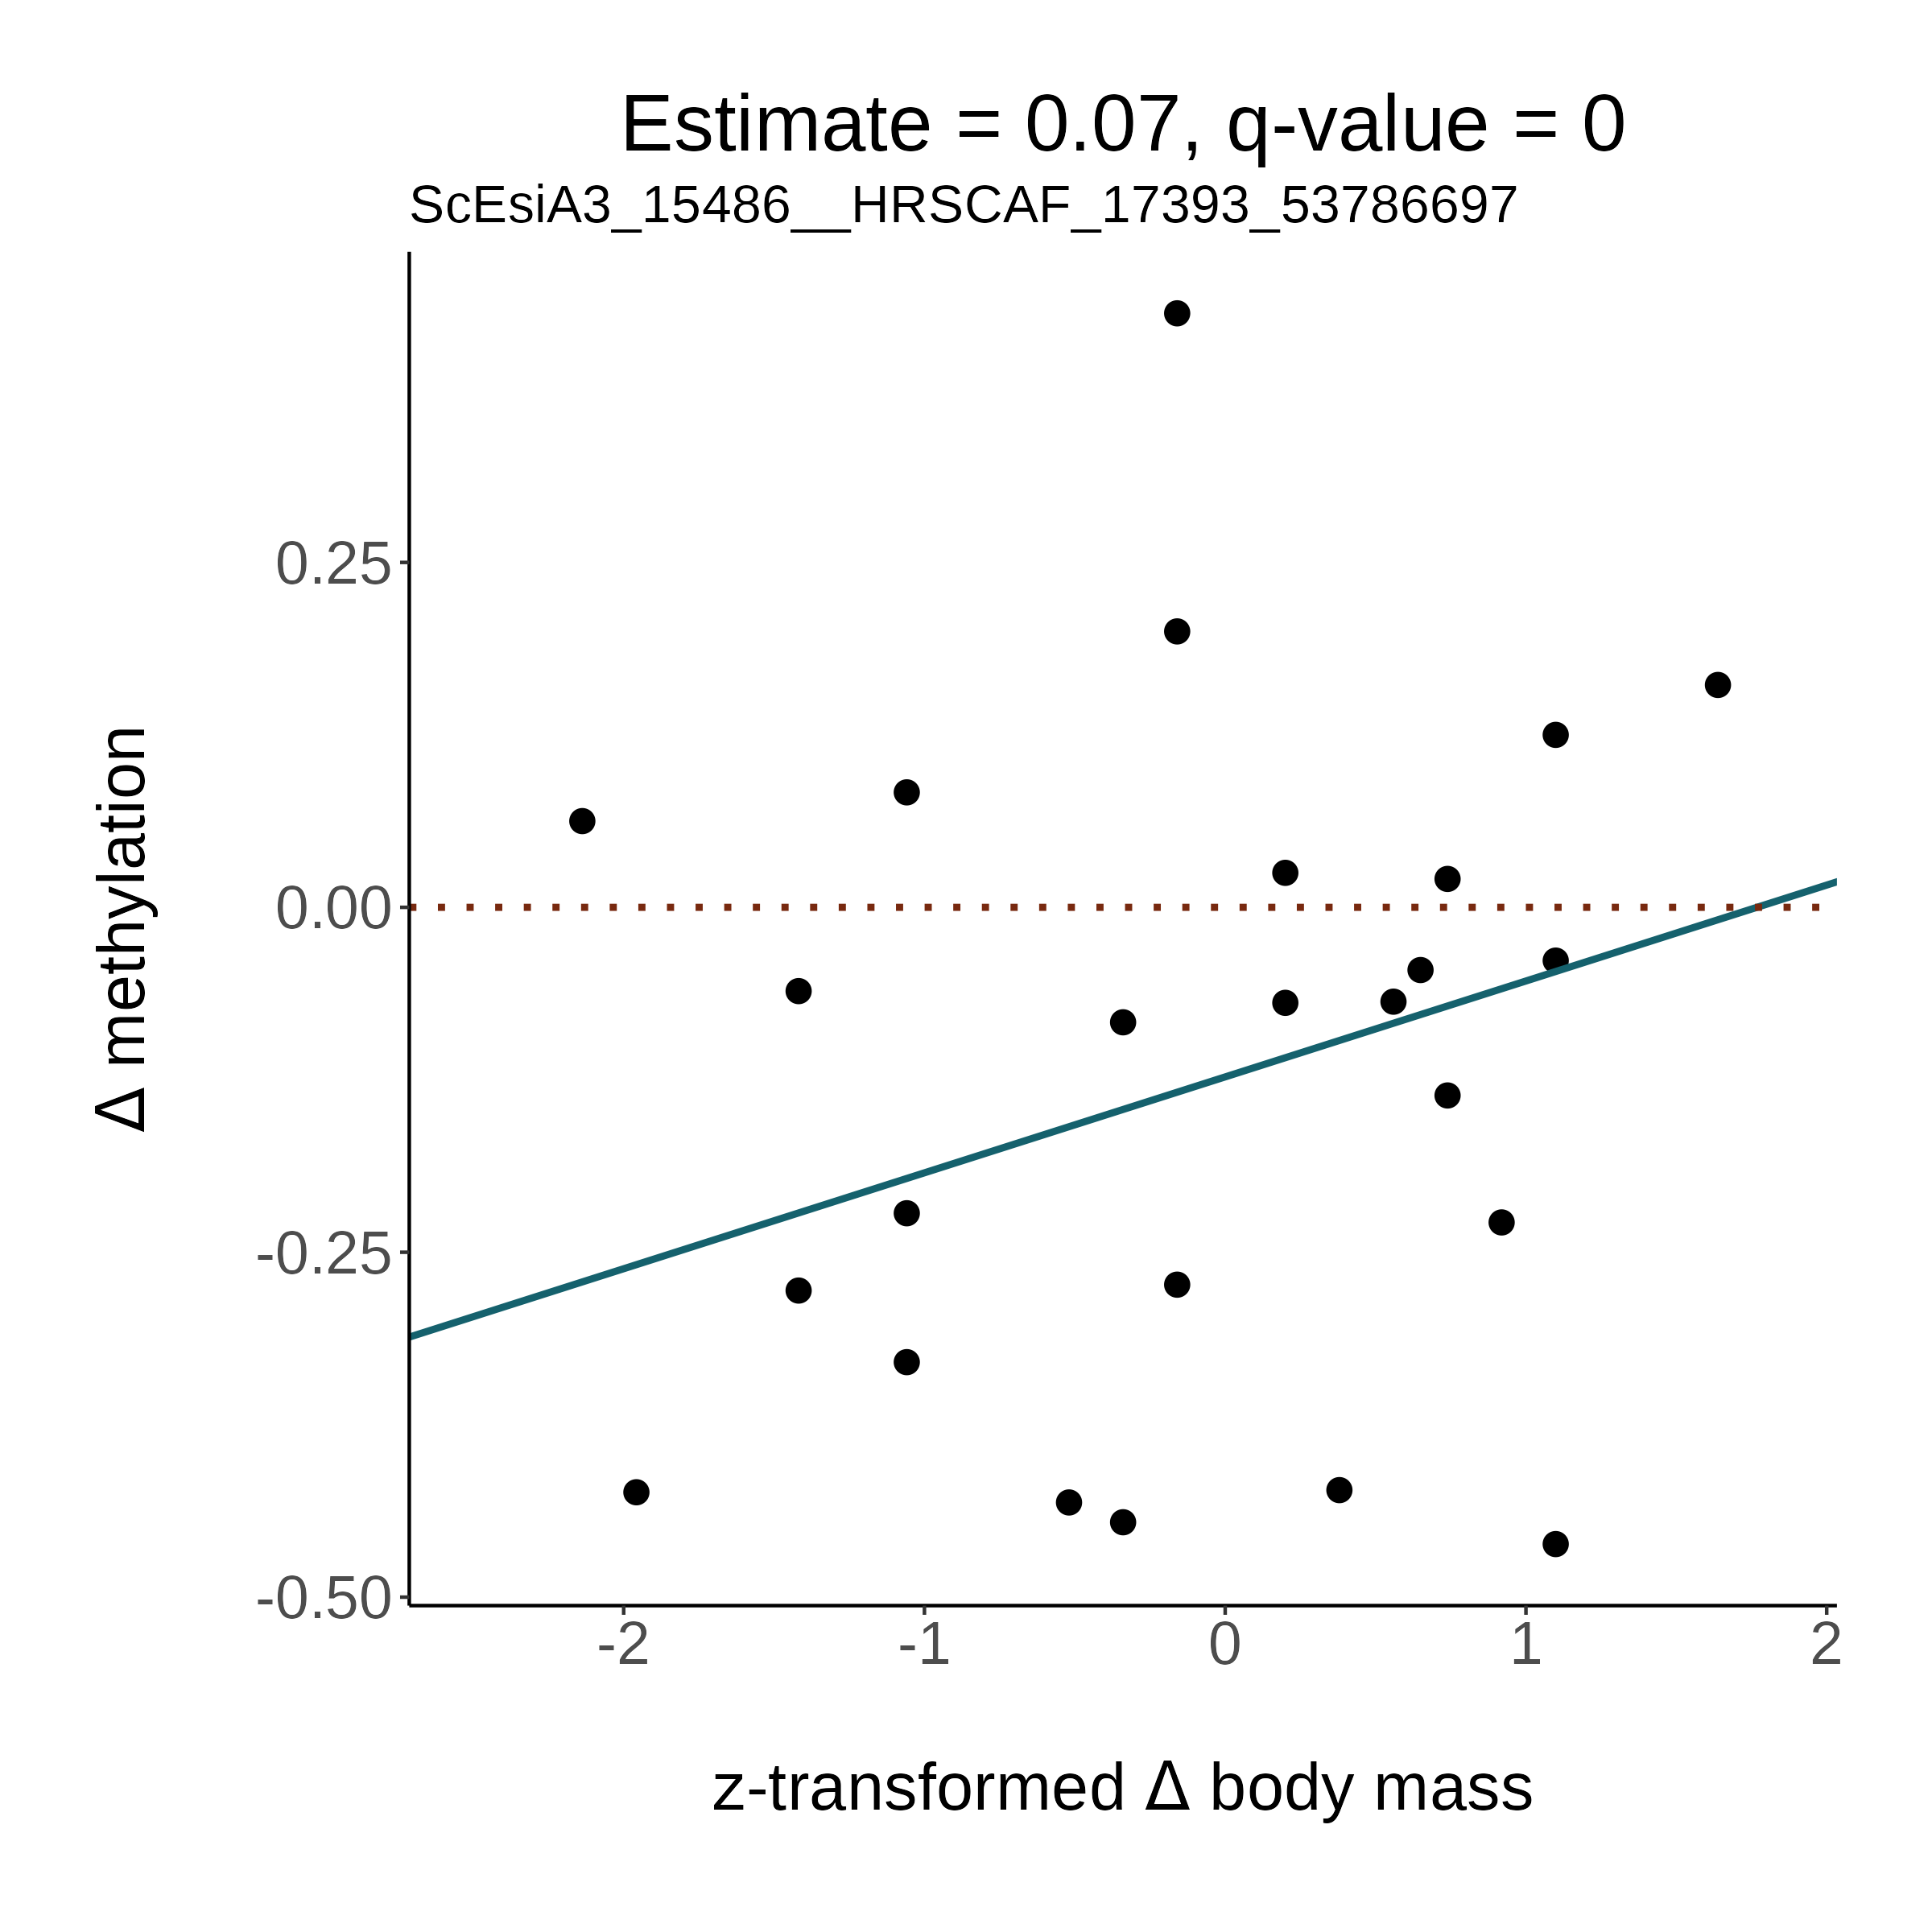 Estimate = 0.07, q-value = 0
ScEsiA3_15486__HRSCAF_17393_53786697
Δ methylation
0.25
0.00
-0.25
-0.50
-2 -1 0 1 2
z-transformed Δ body mass